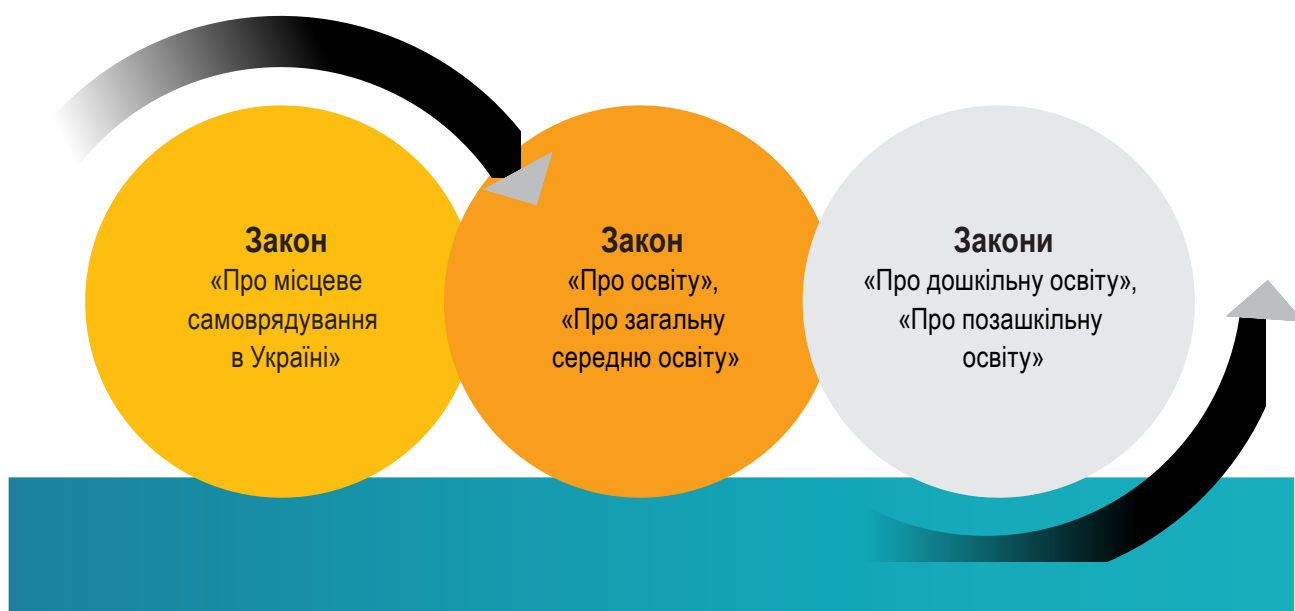 Закон
«Про місцеве
самоврядування
в Україні»
Закон
«Про освіту»,
«Про загальну
середню освіту»
Закони
«Про дошкільну освіту»,
«Про позашкільну
освіту»